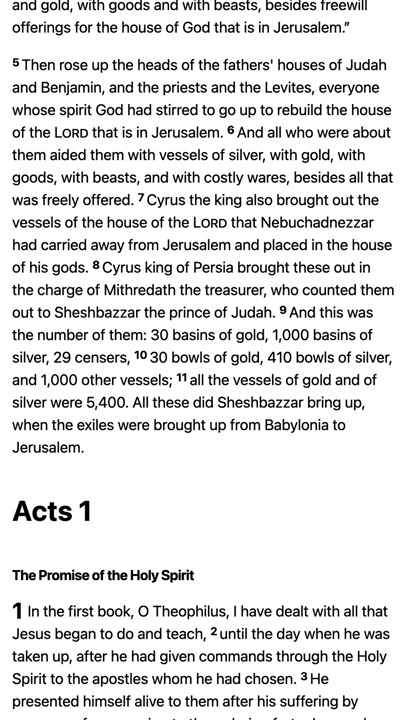 and gold, with goods and with beasts, besides freewill
offerings for the house of God that is in Jerusalem.”
5 Then rose up the heads of the fathers' houses of Judah
and Benjamin, and the priests and the Levites, everyone
whose spirit God had stirred to go up to rebuild the house
of the LORD that is in Jerusalem. 6 And all who were about
them aided them with vessels of silver, with gold, with
goods, with beasts, and with costly wares, besides all that
was freely offered. 7 Cyrus the king also brought out the
vessels of the house of the LORD that Nebuchadnezzar
had carried away from Jerusalem and placed in the house
of his gods. 8 Cyrus king of Persia brought these out in
the charge of Mithredath the treasurer, who counted them
out to Sheshbazzar the prince of Judah. 9 And this was
the number of them: 30 basins of gold, 1,000 basins of
silver, 29 censers, 10 30 bowls of gold, 410 bowls of silver,
and 1,000 other vessels; 11 all the vessels of gold and of
silver were 5,400. All these did Sheshbazzar bring up,
when the exiles were brought up from Babylonia to
Jerusalem.
Acts 1
The Promise of the Holy Spirit
1 In the first book, O Theophilus, I have dealt with all that
Jesus began to do and teach, 2 until the day when he was
taken up, after he had given commands through the Holy
Spirit to the apostles whom he had chosen. 3 He
presented himself alive to them after his suffering by